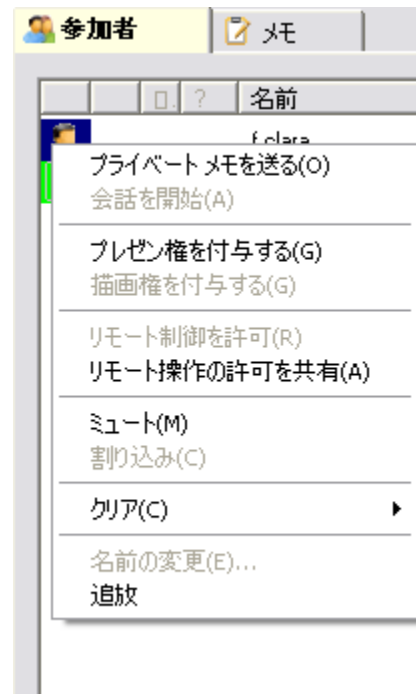 参加者
メモ
? 名前
f clara
プライベート メモを送る(O)
会話を開始(A)
プレゼン権を付与する(G)
描画権を付与する(G)
リモート制御を許可(R)
リモート操作の許可を共有(A)
ミュート(M)
割り込み(C)
クリア(C)
名前の変更(E)...
追放